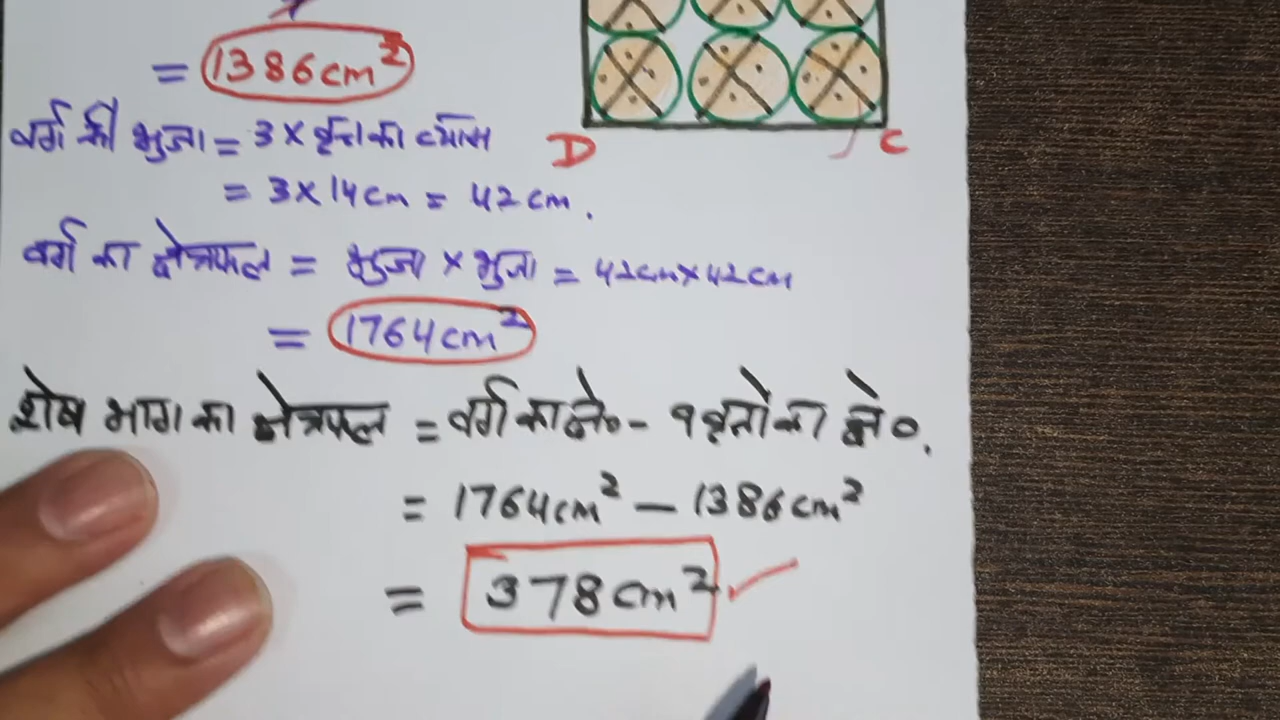 = 1386cm²
D C
वर्ग की भुजा = 3 × वृत्त का व्यास
= 3 × 14cm = 42cm.
वर्ग का क्षेत्रफल = भुजा × भुजा = 42cm × 42cm
= 1764cm²
शेष भाग का क्षेत्रफल = वर्ग का क्षे० - 9 वृत्तों का क्षे०.
= 1764cm² - 1386cm²
= 378cm²